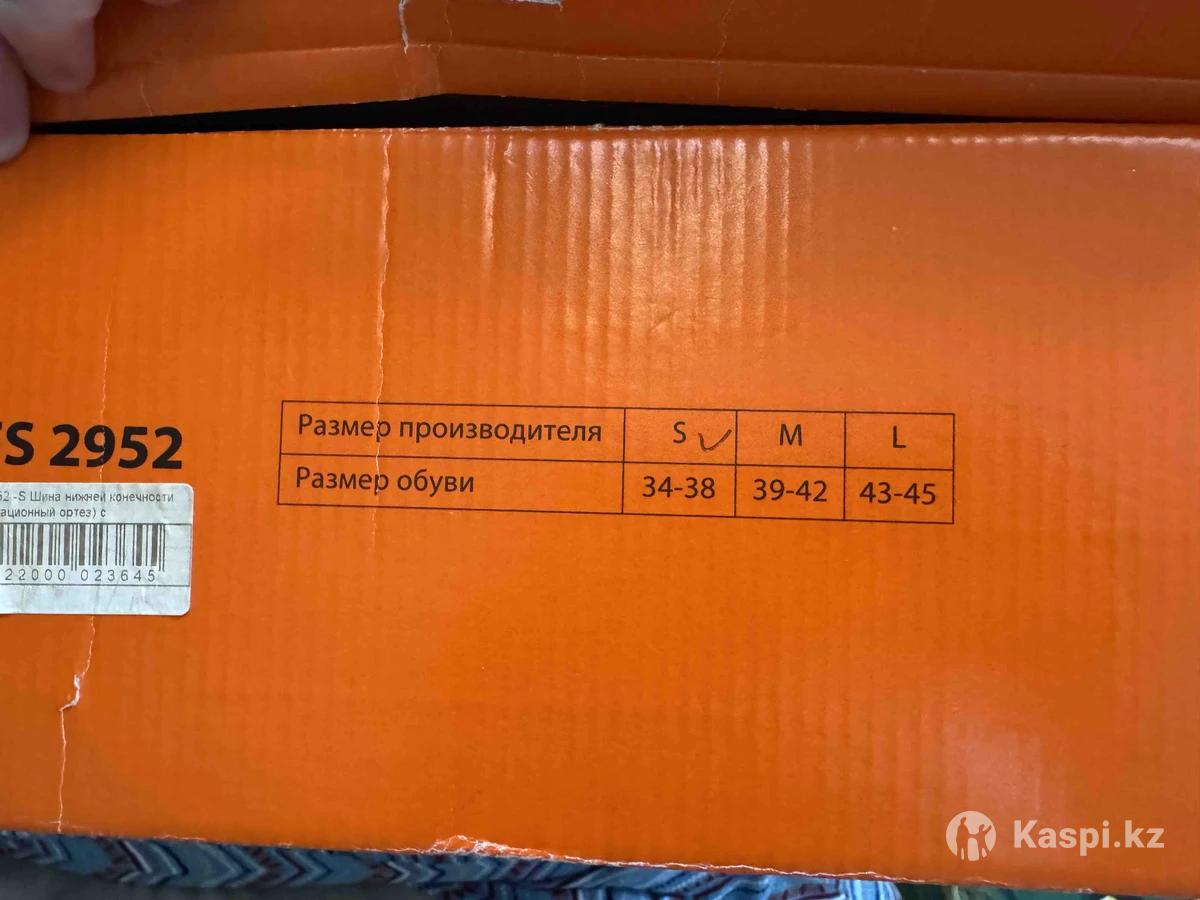 Размер производителя S M L
Размер обуви 34-38 39-42 43-45
S 2952
52 -S Шина нижней конечности
ационный ортез) с
22000 023645
Kaspi.kz